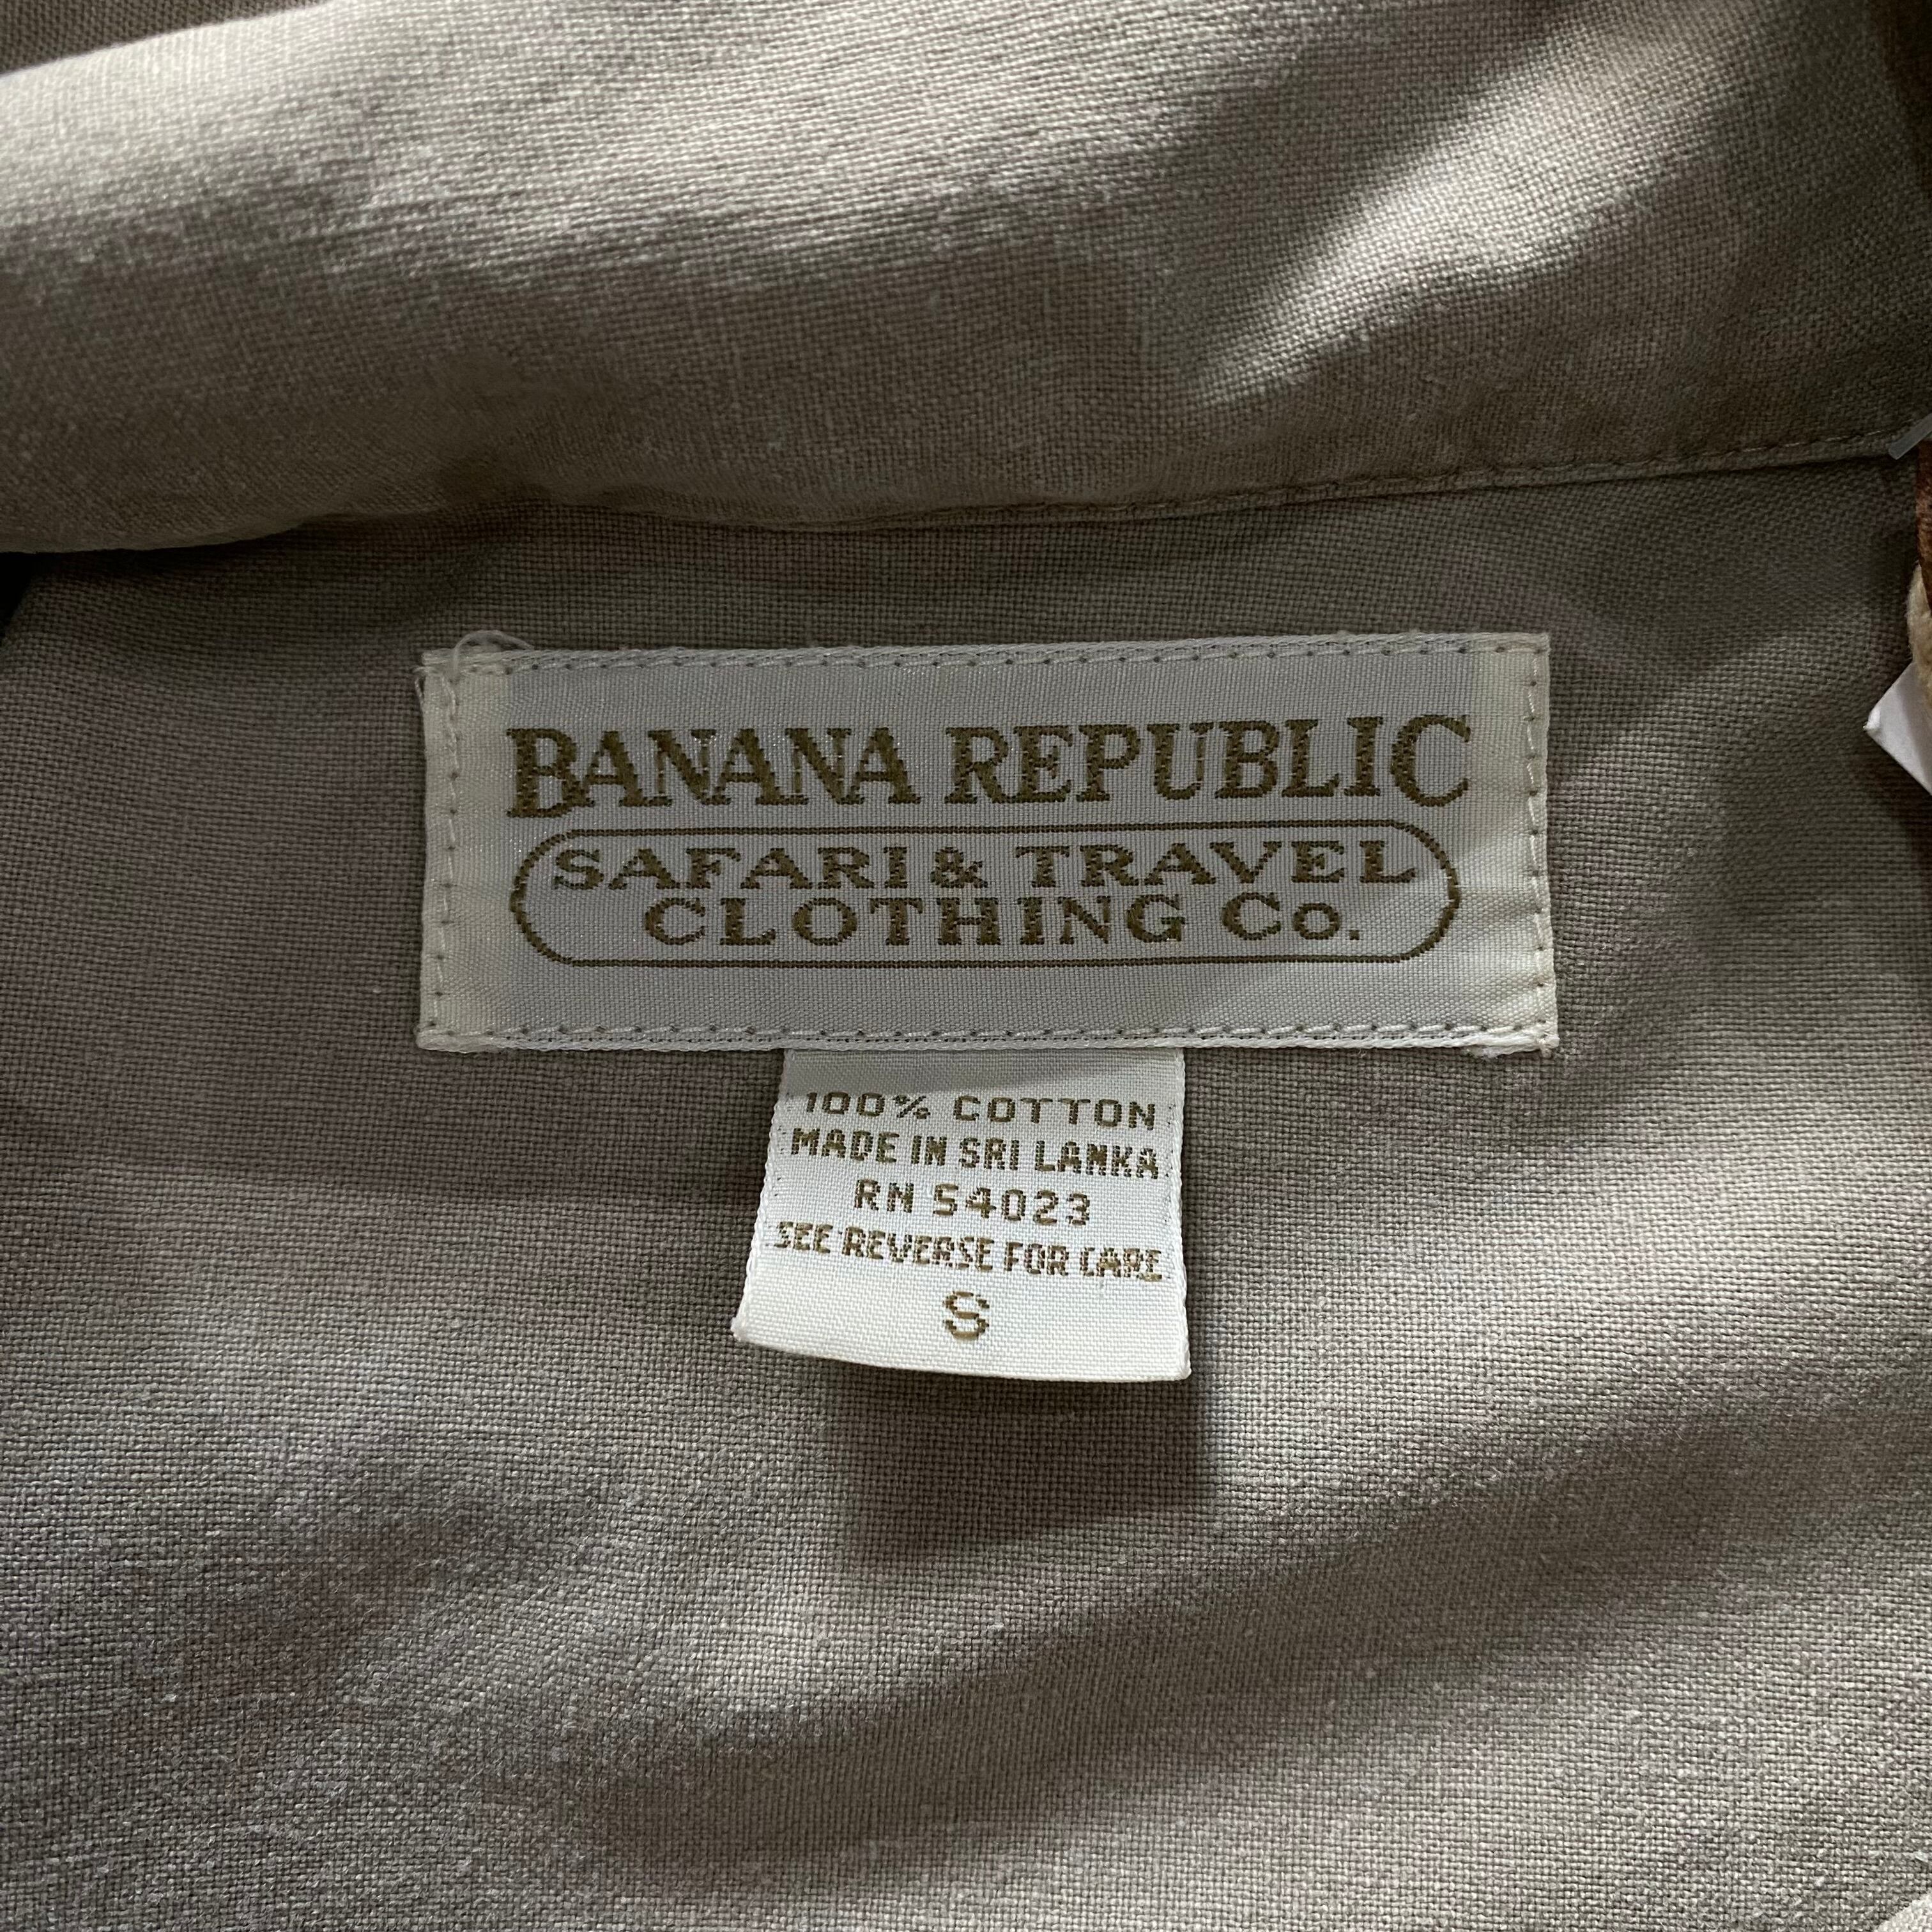 BANANA REPUBLIC
SAFARI & TRAVEL
CLOTHING Co.
100% COTTON
MADE IN SRI LANKA
RN 54023
SEE REVERSE FOR CARE
S